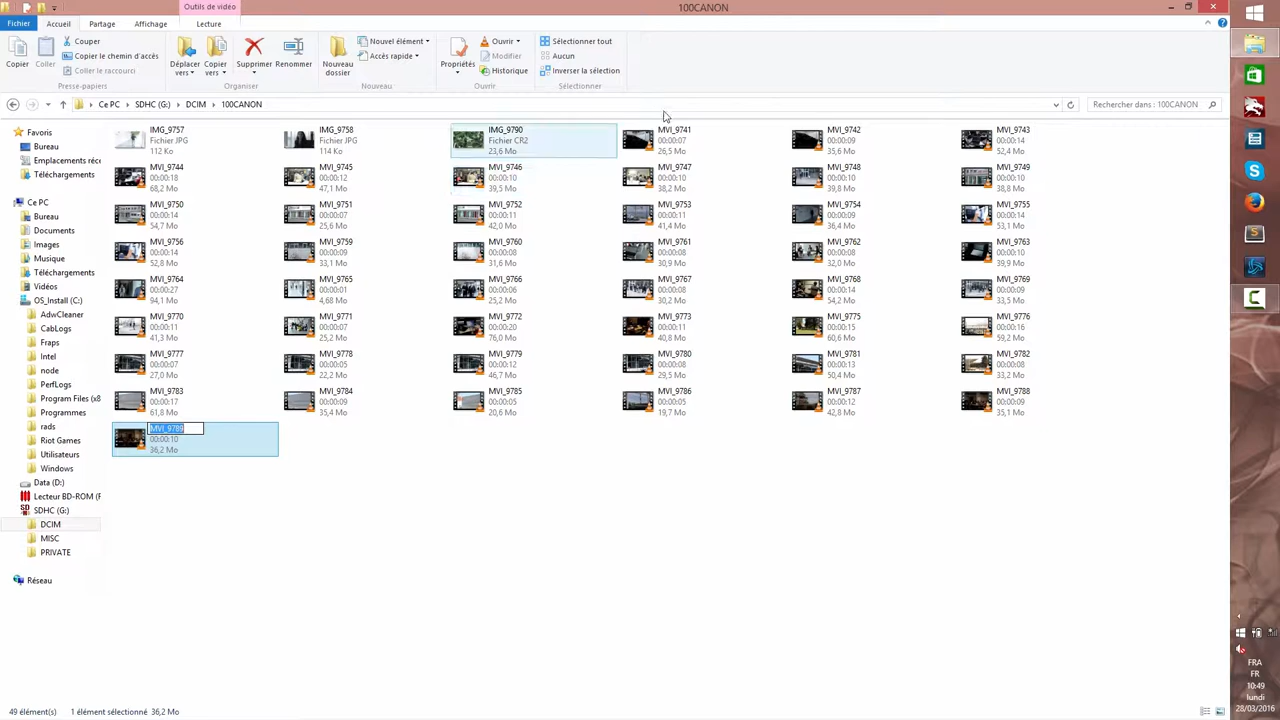 Outils de vidéo
100CANON
Fichier
Accueil
Partage
Affichage
Lecture
Copier
Coller
Couper
Copier le chemin d'accès
Coller le raccourci
Presse-papiers
Déplacer vers
Copier vers
Supprimer
Renommer
Organiser
Nouveau dossier
Nouvel élément
Accès rapide
Nouveau
Propriétés
Ouvrir
Modifier
Historique
Ouvrir
Sélectionner tout
Aucun
Inverser la sélection
Sélectionner
Ce PC
SDHC (G:)
DCIM
100CANON
Rechercher dans : 100CANON
Favoris
Bureau
Emplacements réce
Téléchargements
Ce PC
Bureau
Documents
Images
Musique
Téléchargements
Vidéos
OS_Install (C:)
AdwCleaner
CabLogs
Fraps
Intel
node
PerfLogs
Program Files (x8
Programmes
rads
Riot Games
Utilisateurs
Windows
Data (D:)
Lecteur BD-ROM (F
SDHC (G:)
DCIM
MISC
PRIVATE
Réseau
IMG_9757
Fichier JPG
112 Ko
IMG_9758
Fichier JPG
114 Ko
IMG_9790
Fichier CR2
23,6 Mo
MVI_9741
00:00:07
26,5 Mo
MVI_9742
00:00:09
35,6 Mo
MVI_9743
00:00:14
52,4 Mo
MVI_9744
00:00:18
68,2 Mo
MVI_9745
00:00:12
47,1 Mo
MVI_9746
00:00:10
39,5 Mo
MVI_9747
00:00:10
38,2 Mo
MVI_9748
00:00:10
39,8 Mo
MVI_9749
00:00:10
38,8 Mo
MVI_9750
00:00:14
54,7 Mo
MVI_9751
00:00:07
25,6 Mo
MVI_9752
00:00:11
42,0 Mo
MVI_9753
00:00:11
41,4 Mo
MVI_9754
00:00:09
36,4 Mo
MVI_9755
00:00:14
53,1 Mo
MVI_9756
00:00:14
52,8 Mo
MVI_9759
00:00:09
33,1 Mo
MVI_9760
00:00:08
31,6 Mo
MVI_9761
00:00:08
30,9 Mo
MVI_9762
00:00:08
32,0 Mo
MVI_9763
00:00:10
39,9 Mo
MVI_9764
00:00:27
94,1 Mo
MVI_9765
00:00:01
4,68 Mo
MVI_9766
00:00:06
25,2 Mo
MVI_9767
00:00:08
30,2 Mo
MVI_9768
00:00:14
54,2 Mo
MVI_9769
00:00:09
33,5 Mo
MVI_9770
00:00:11
41,3 Mo
MVI_9771
00:00:07
25,2 Mo
MVI_9772
00:00:20
76,0 Mo
MVI_9773
00:00:11
40,8 Mo
MVI_9775
00:00:15
60,6 Mo
MVI_9776
00:00:16
59,2 Mo
MVI_9777
00:00:07
27,0 Mo
MVI_9778
00:00:05
22,2 Mo
MVI_9779
00:00:12
46,7 Mo
MVI_9780
00:00:08
29,5 Mo
MVI_9781
00:00:13
50,4 Mo
MVI_9782
00:00:08
33,2 Mo
MVI_9783
00:00:17
61,8 Mo
MVI_9784
00:00:09
35,4 Mo
MVI_9785
00:00:05
20,6 Mo
MVI_9786
00:00:05
19,7 Mo
MVI_9787
00:00:12
42,8 Mo
MVI_9788
00:00:09
35,1 Mo
MVI_9789
00:00:10
36,2 Mo
49 élément(s)
1 élément sélectionné 36,2 Mo
FRA
FR
10:49
lundi
28/03/2016